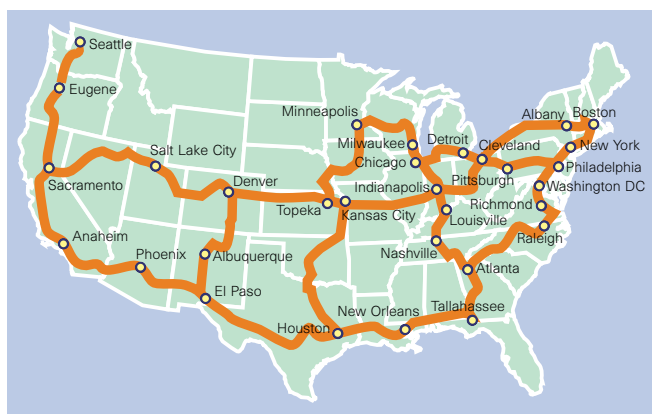 Seattle
Eugene
Minneapolis
Albany
Boston
Milwaukee
Detroit
Cleveland
New York
Salt Lake City
Chicago
Philadelphia
Sacramento
Denver
Indianapolis
Pittsburgh
Washington DC
Topeka
Kansas City
Louisville
Richmond
Raleigh
Anaheim
Phoenix
Albuquerque
Nashville
Atlanta
El Paso
Houston
New Orleans
Tallahassee